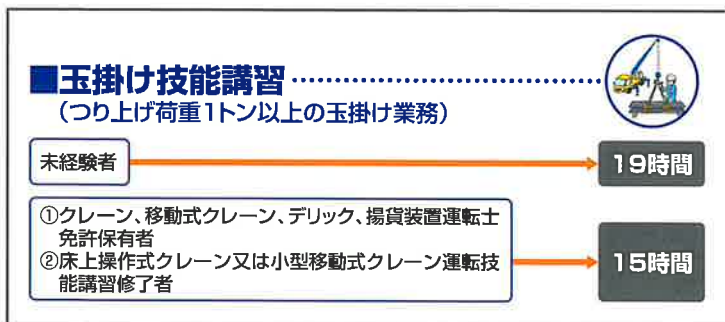 ■玉掛け技能講習
(つり上げ荷重1トン以上の玉掛け業務)
未経験者
19時間
①クレーン、移動式クレーン、デリック、揚貨装置運転士
免許保有者
②床上操作式クレーン又は小型移動式クレーン運転技
能講習修了者
15時間